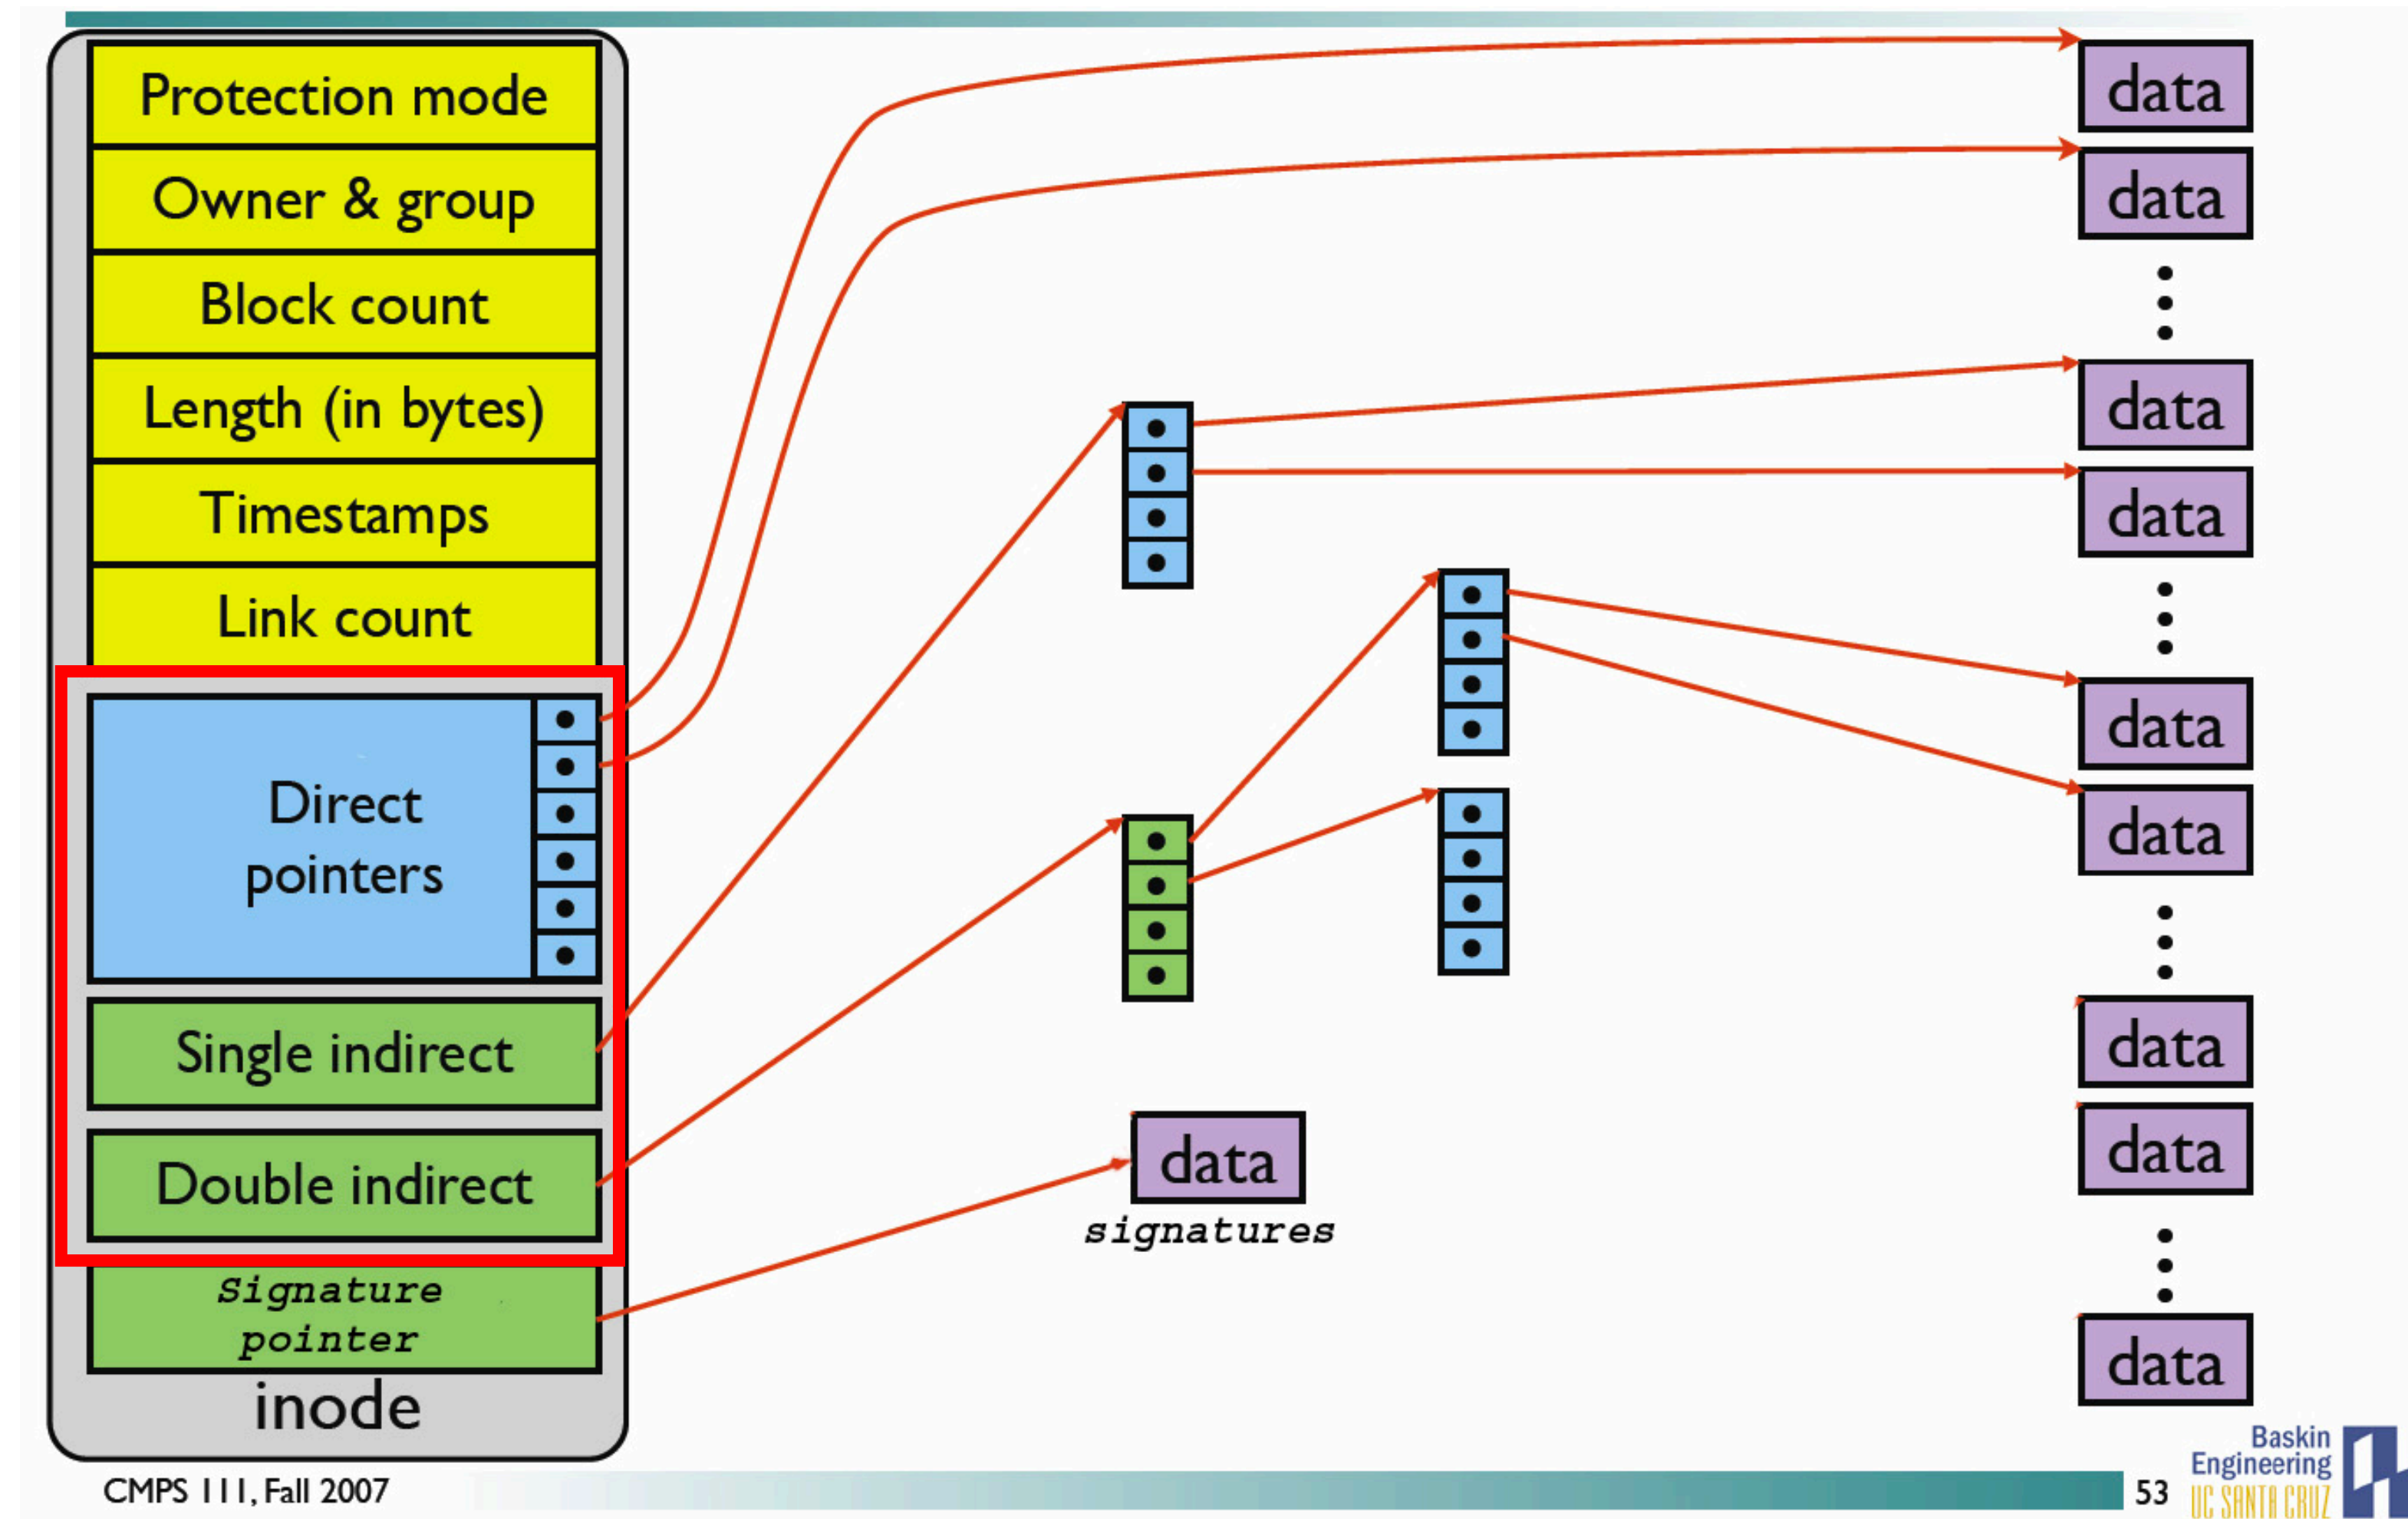 Protection mode
Owner & group
Block count
Length (in bytes)
Timestamps
Link count
Direct
pointers
Single indirect
Double indirect
Signature
pointer
inode
data
signatures
data
data
data
data
data
data
data
data
data
CMPS 111, Fall 2007
53
Baskin
Engineering
UC SANTA CRUZ